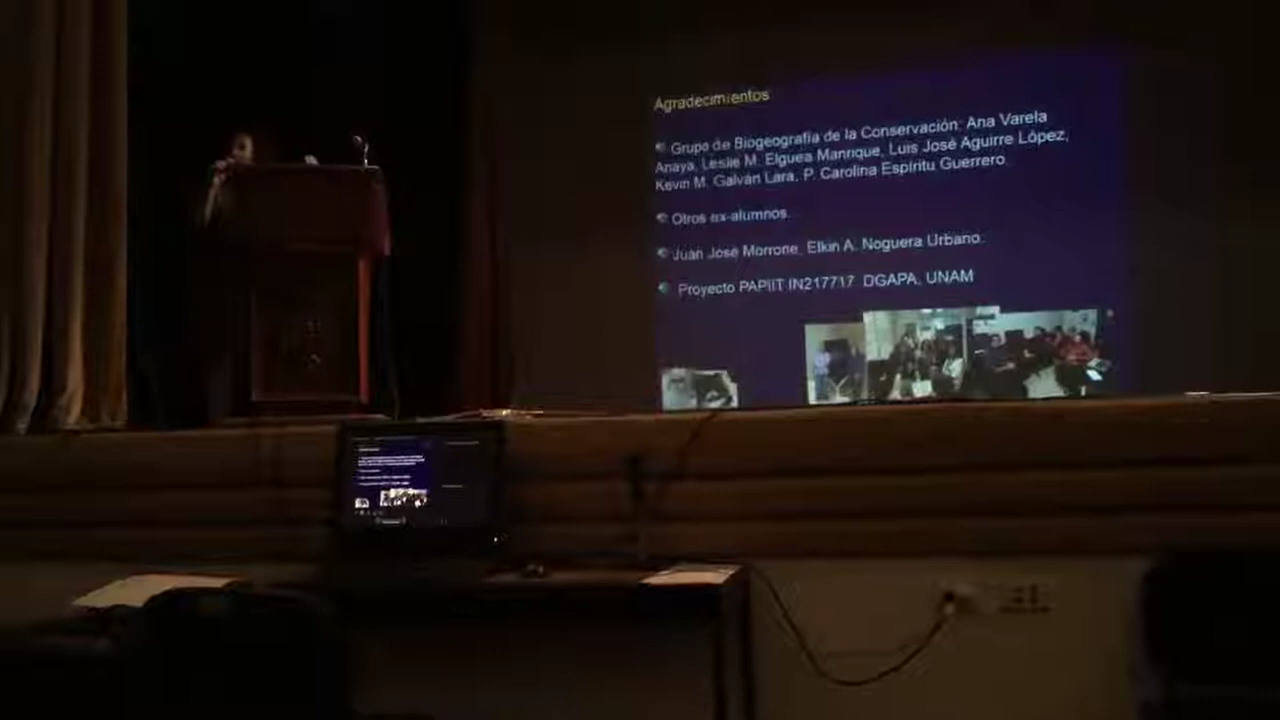 Agradecimientos
Grupo de Biogeografía de la Conservación: Ana Varela
Anaya, Leslie M. Elguea Manrique, Luis José Aguirre López,
Kevin M. Galván Lara, P. Carolina Espíritu Guerrero.
Otros ex-alumnos.
Juan José Morrone, Elkin A. Noguera Urbano.
Proyecto PAPIIT IN217717 DGAPA, UNAM